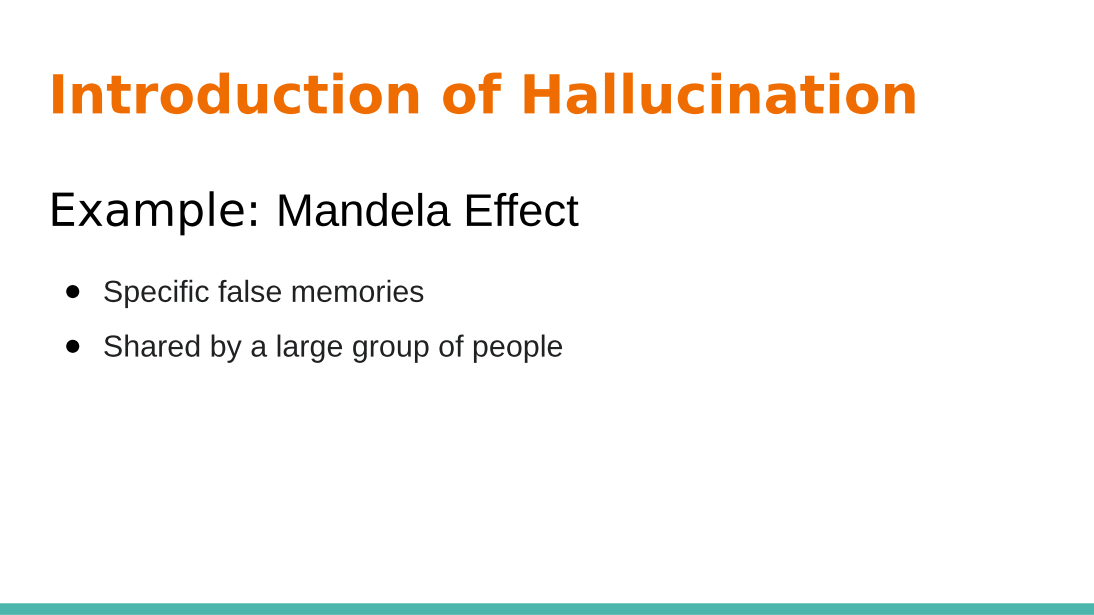 Introduction of Hallucination
Example: Mandela Effect
● Specific false memories
● Shared by a large group of people